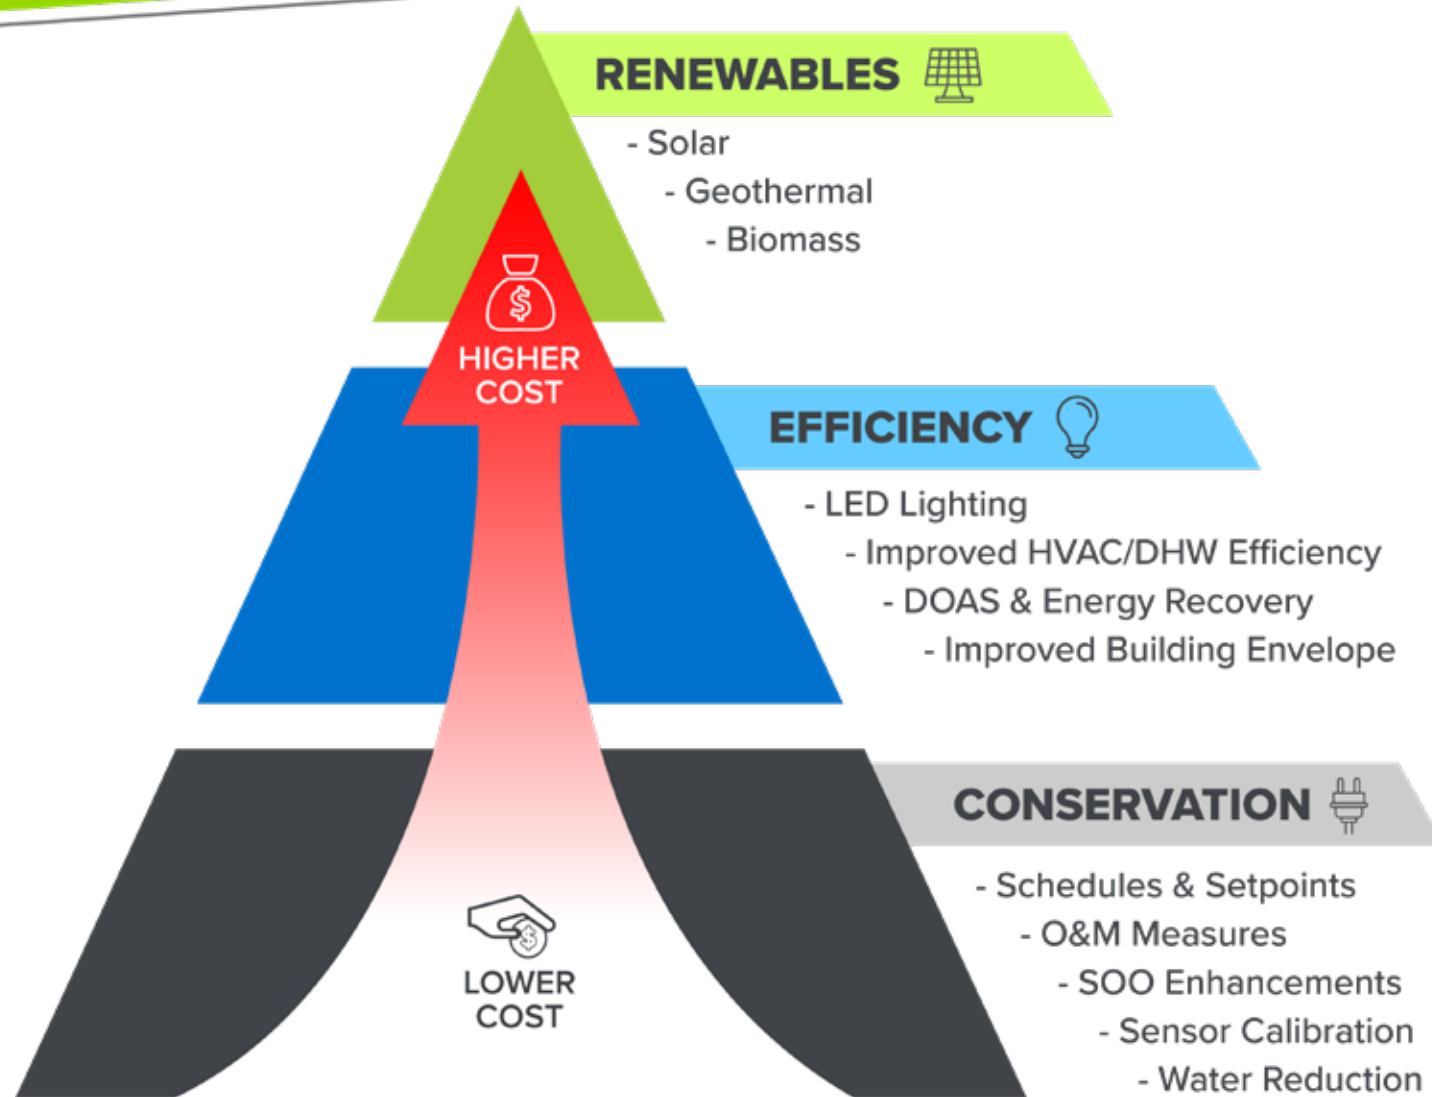 RENEWABLES
- Solar
- Geothermal
- Biomass
$
HIGHER
COST
EFFICIENCY
- LED Lighting
- Improved HVAC/DHW Efficiency
- DOAS & Energy Recovery
- Improved Building Envelope
CONSERVATION
- Schedules & Setpoints
- O&M Measures
- SOO Enhancements
- Sensor Calibration
- Water Reduction
$
LOWER
COST